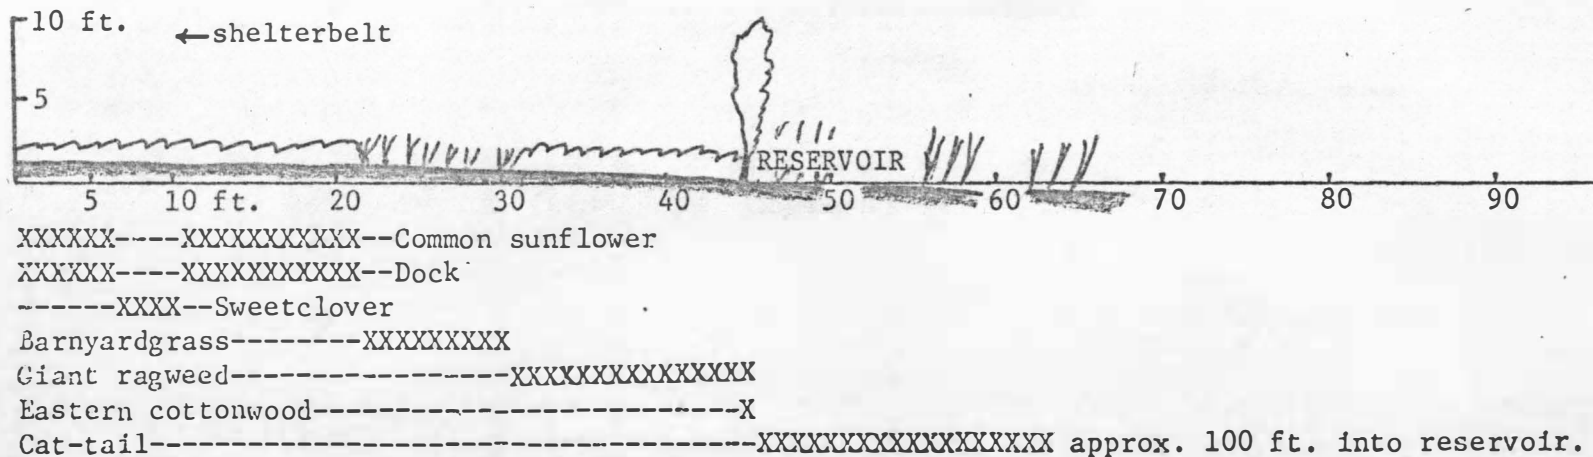 10 ft.
←shelterbelt
5
RESERVOIR
5 10 ft. 20 30 40 50 60 70 80 90
XXXXXX----XXXXXXXXXXX--Common sunflower
XXXXXX----XXXXXXXXXXX--Dock
------XXXX--Sweetclover
Barnyardgrass--------XXXXXXXXX
Giant ragweed-----------------XXXXXXXXXXXXXXX
Eastern cottonwood--------------------------X
Cat-tail-------------------------------------XXXXXXXXXXXXXXXXXX approx. 100 ft. into reservoir.